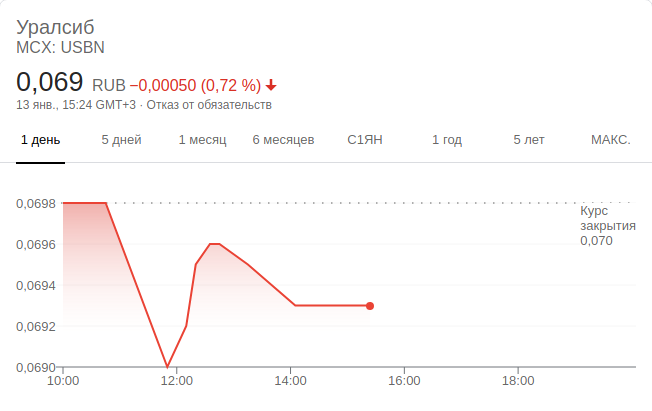 Уралсиб
MCX: USBN
0,069 RUB −0,00050 (0,72 %)
13 янв., 15:24 GMT+3 · Отказ от обязательств
1 день 5 дней 1 месяц 6 месяцев С1ЯН 1 год 5 лет МАКС.
0,0698
0,0696
0,0694
0,0692
0,0690
Курс
закрытия
0,070
10:00 12:00 14:00 16:00 18:00